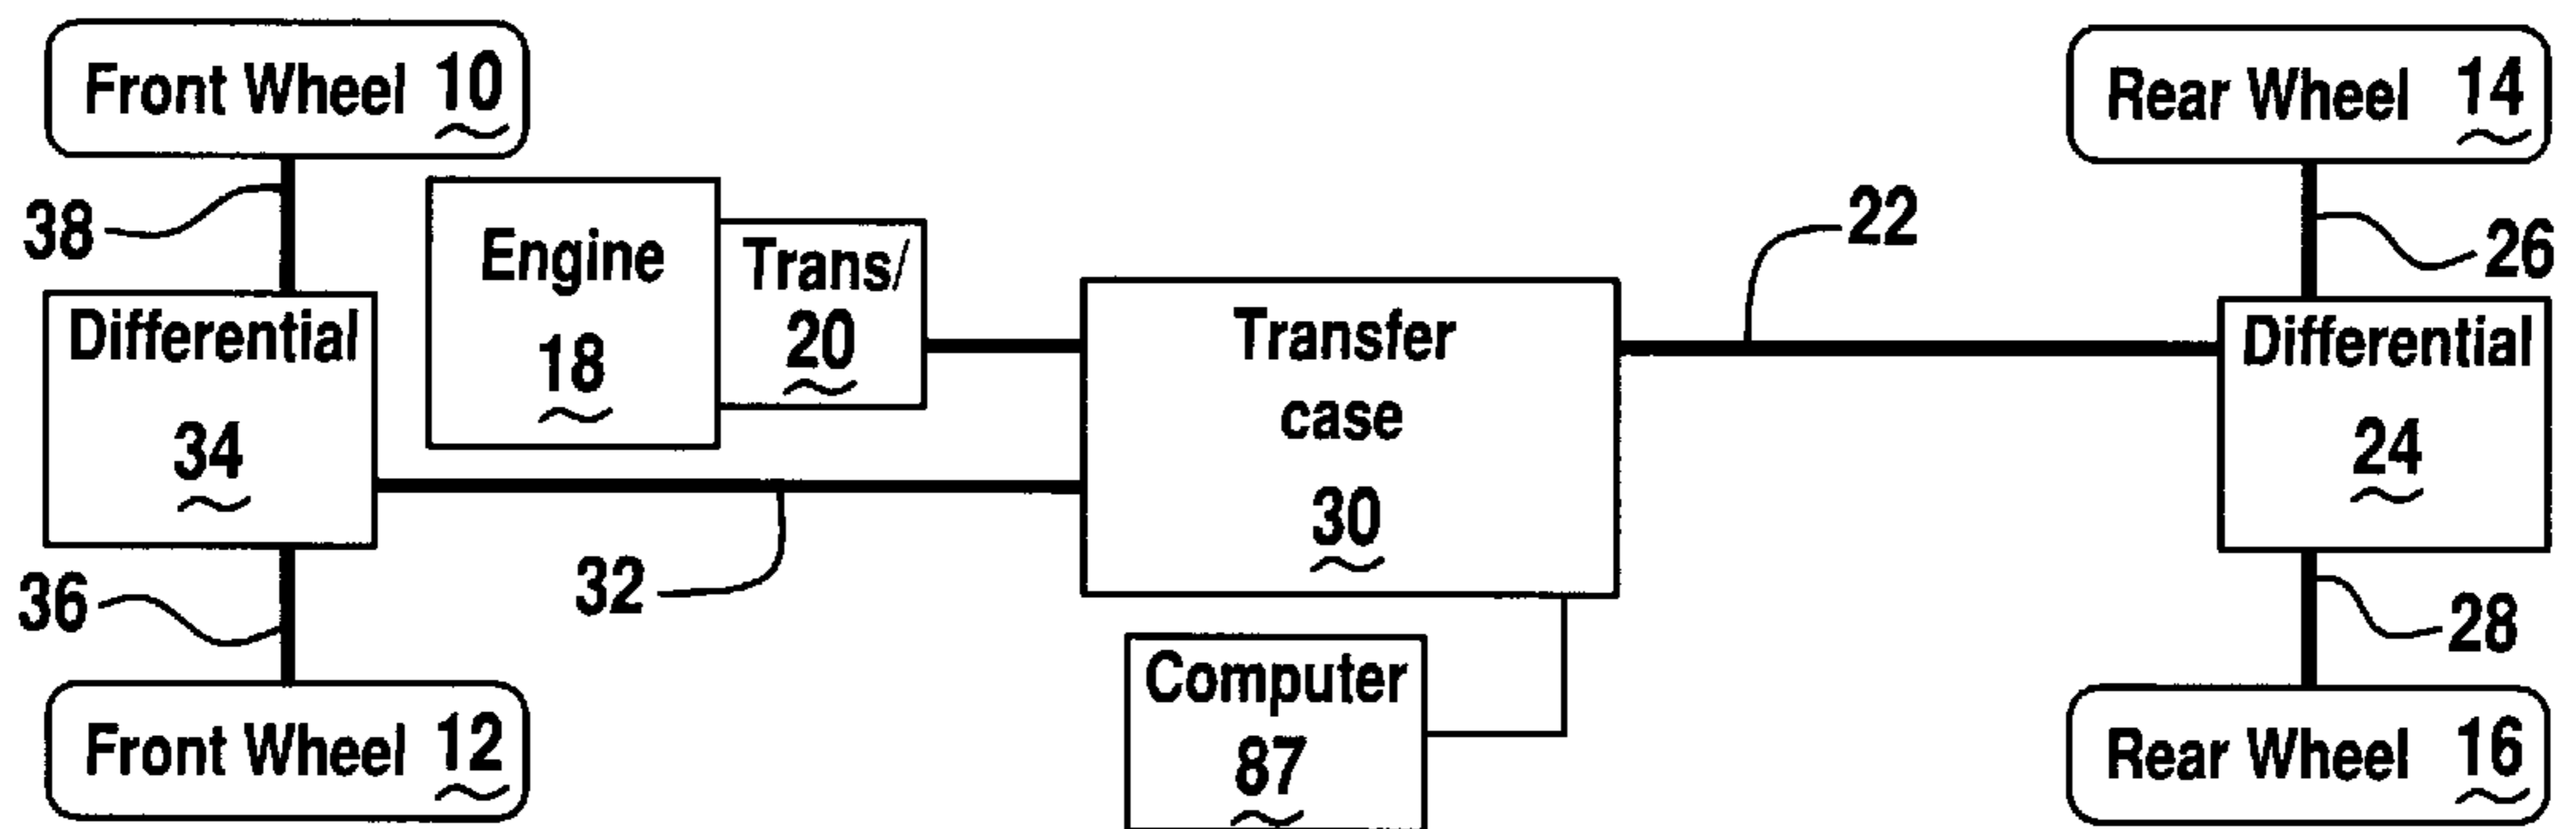 Front Wheel 10
Rear Wheel 14
38
Engine
18
Trans/
20
22
26
Differential
34
Transfer
case
30
Differential
24
36
32
28
Computer
87
Front Wheel 12
Rear Wheel 16